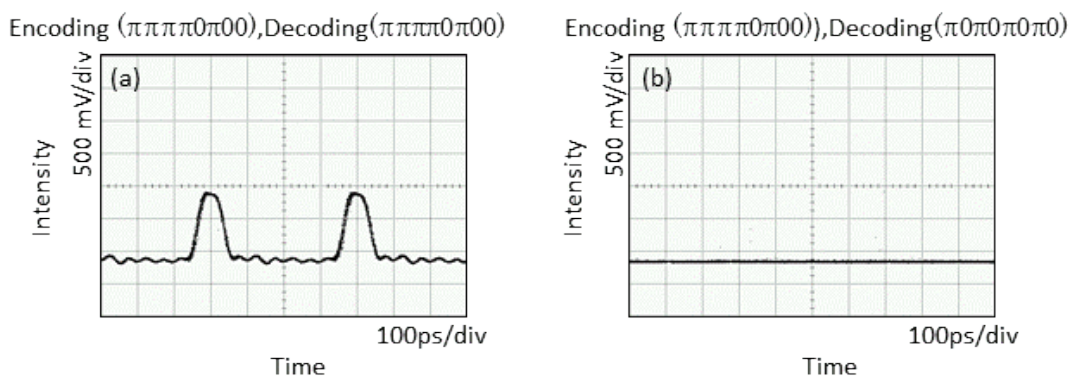 Encoding (ππππ0π00),Decoding(ππππ0π00)
(a)
500 mV/div
Intensity
100ps/div
Time
Encoding (ππππ0π00)),Decoding(π0π0π0π0)
(b)
500 mV/div
Intensity
100ps/div
Time